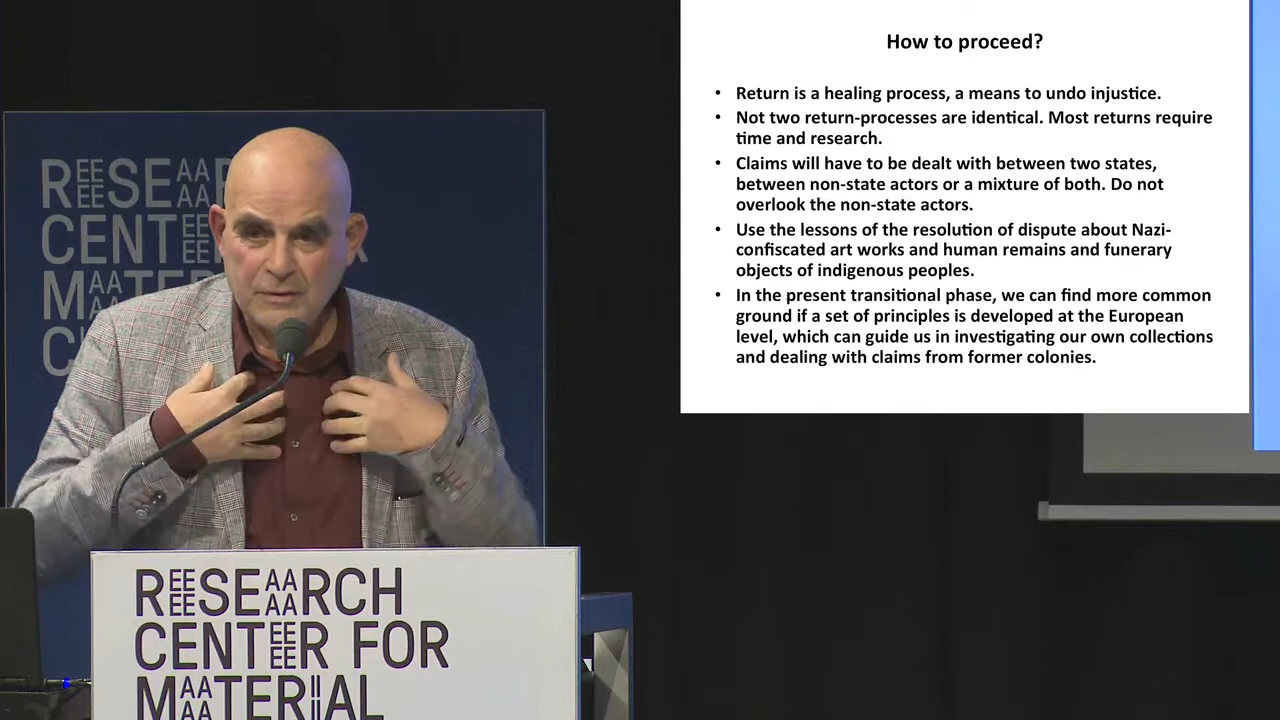 RESEAR
CENTE
MATER
C
RESEARCH
CENTER FOR
MATERIAL
How to proceed?
• Return is a healing process, a means to undo injustice.
• Not two return-processes are identical. Most returns require
time and research.
• Claims will have to be dealt with between two states,
between non-state actors or a mixture of both. Do not
overlook the non-state actors.
• Use the lessons of the resolution of dispute about Nazi-
confiscated art works and human remains and funerary
objects of indigenous peoples.
• In the present transitional phase, we can find more common
ground if a set of principles is developed at the European
level, which can guide us in investigating our own collections
and dealing with claims from former colonies.